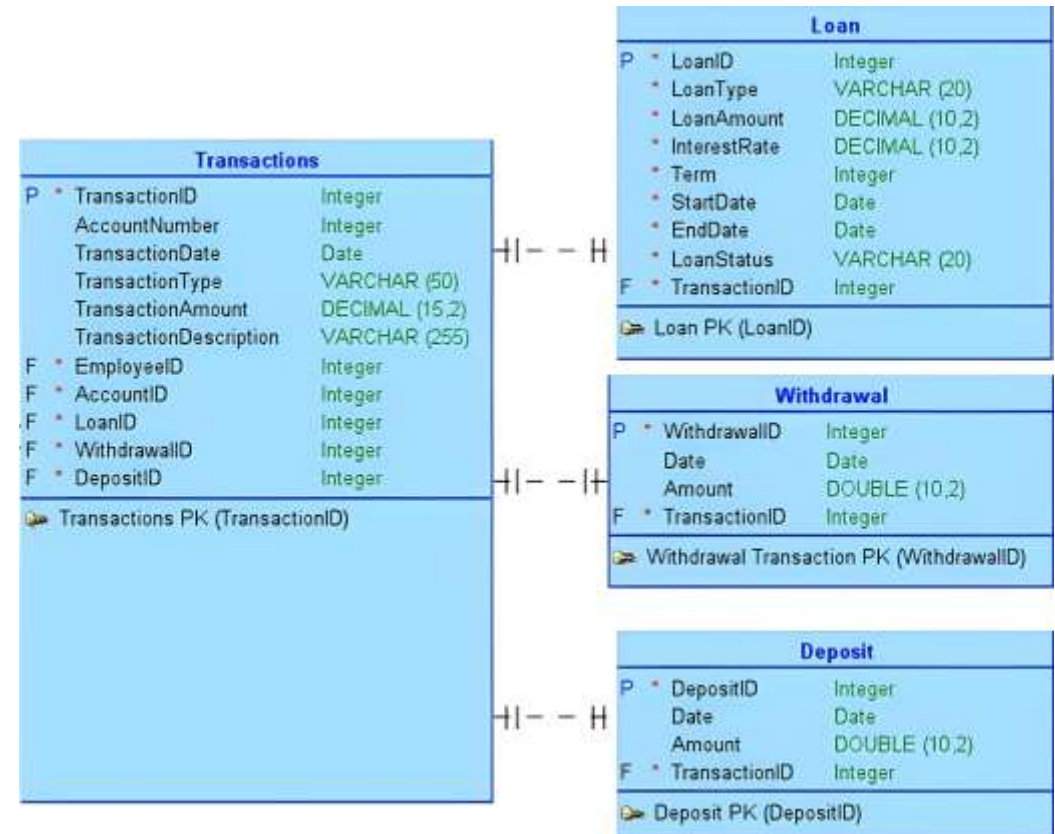 Transactions
P * TransactionID Integer
AccountNumber Integer
TransactionDate Date
TransactionType VARCHAR (50)
TransactionAmount DECIMAL (15,2)
TransactionDescription VARCHAR (255)
F * EmployeeID Integer
F * AccountID Integer
F * LoanID Integer
F * WithdrawalID Integer
F * DepositID Integer
Transactions PK (TransactionID)
Loan
P * LoanID Integer
* LoanType VARCHAR (20)
* LoanAmount DECIMAL (10,2)
* InterestRate DECIMAL (10,2)
* Term Integer
* StartDate Date
* EndDate Date
* LoanStatus VARCHAR (20)
F * TransactionID Integer
Loan PK (LoanID)
Withdrawal
P * WithdrawalID Integer
Date Date
Amount DOUBLE (10,2)
F * TransactionID Integer
Withdrawal Transaction PK (WithdrawalID)
Deposit
P * DepositID Integer
Date Date
Amount DOUBLE (10,2)
F * TransactionID Integer
Deposit PK (DepositID)